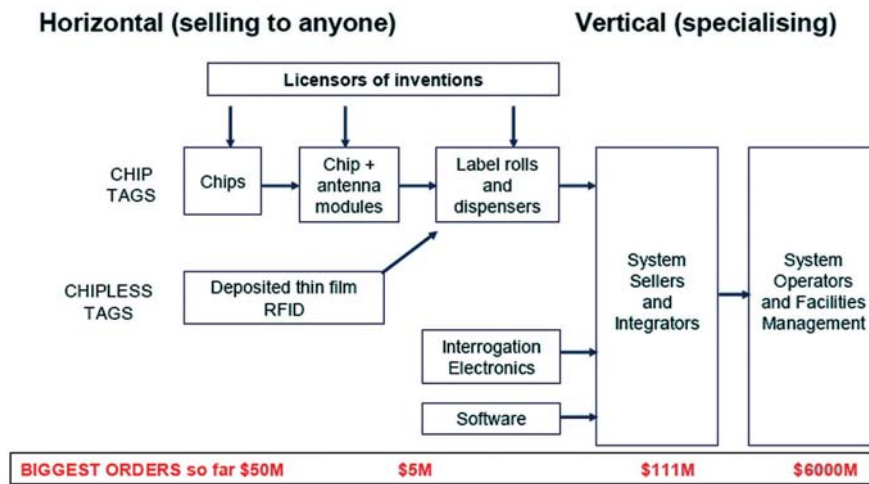 Horizontal (selling to anyone)
Vertical (specialising)
Licensors of inventions
CHIP
TAGS
Chips
Chip +
antenna
modules
Label rolls
and
dispensers
CHIPLESS
TAGS
Deposited thin film
RFID
Interrogation
Electronics
Software
System
Sellers
and
Integrators
System
Operators
and Facilities
Management
BIGGEST ORDERS so far $50M $5M $111M $6000M